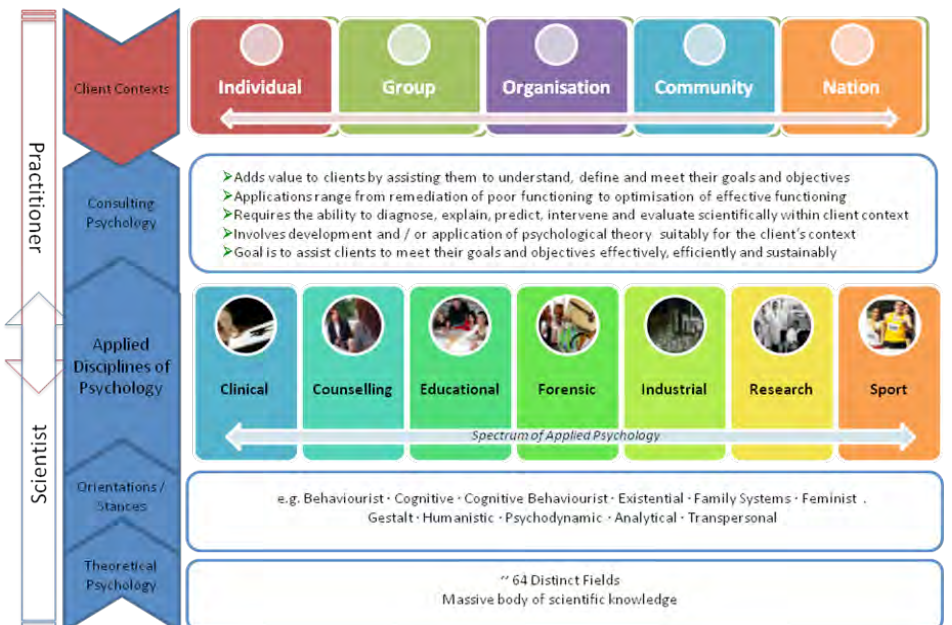 Practitioner
Scientist
Client Contexts
Individual
Group
Organisation
Community
Nation
Consulting
Psychology
➢Adds value to clients by assisting them to understand, define and meet their goals and objectives
➢Applications range from remediation of poor functioning to optimisation of effective functioning
➢Requires the ability to diagnose, explain, predict, intervene and evaluate scientifically within client context
➢Involves development and / or application of psychological theory suitably for the client's context
➢Goal is to assist clients to meet their goals and objectives effectively, efficiently and sustainably
Applied
Disciplines of
Psychology
Clinical
Counselling
Educational
Forensic
Industrial
Research
Sport
Spectrum of Applied Psychology
Orientations /
Stances
e.g. Behaviourist · Cognitive · Cognitive Behaviourist · Existential · Family Systems · Feminist .
Gestalt · Humanistic · Psychodynamic · Analytical · Transpersonal
Theoretical
Psychology
~ 64 Distinct Fields
Massive body of scientific knowledge